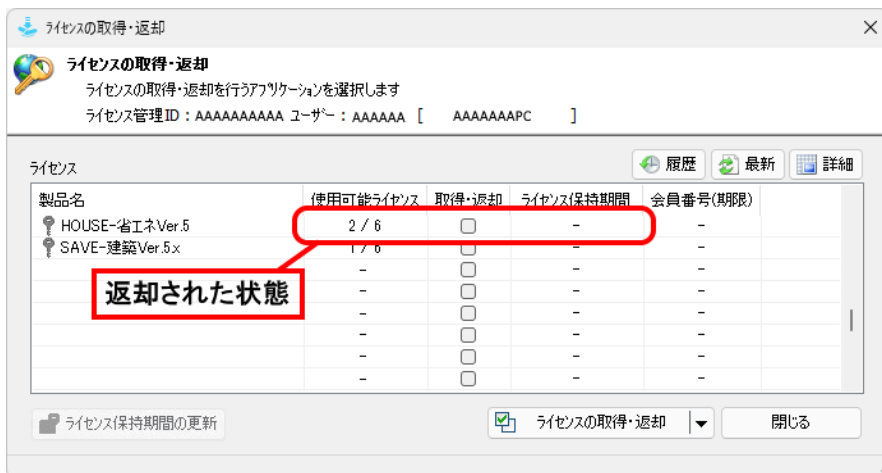 ライセンスの取得・返却
ライセンスの取得・返却
ライセンスの取得・返却を行うアプリケーションを選択します
ライセンス管理ID：AAAAAAAAAA ユーザー：AAAAAA [ AAAAAAAPC ]
ライセンス 履歴 最新 詳細
製品名 使用可能ライセンス 取得・返却 ライセンス保持期間 会員番号(期限)
HOUSE-省エネVer.5 2 / 6 - -
SAVE-建築Ver.5x 1 / 6 - -
- - -
返却された状態 - - -
- - -
- - -
- - -
- - -
ライセンス保持期間の更新 ライセンスの取得・返却 閉じる